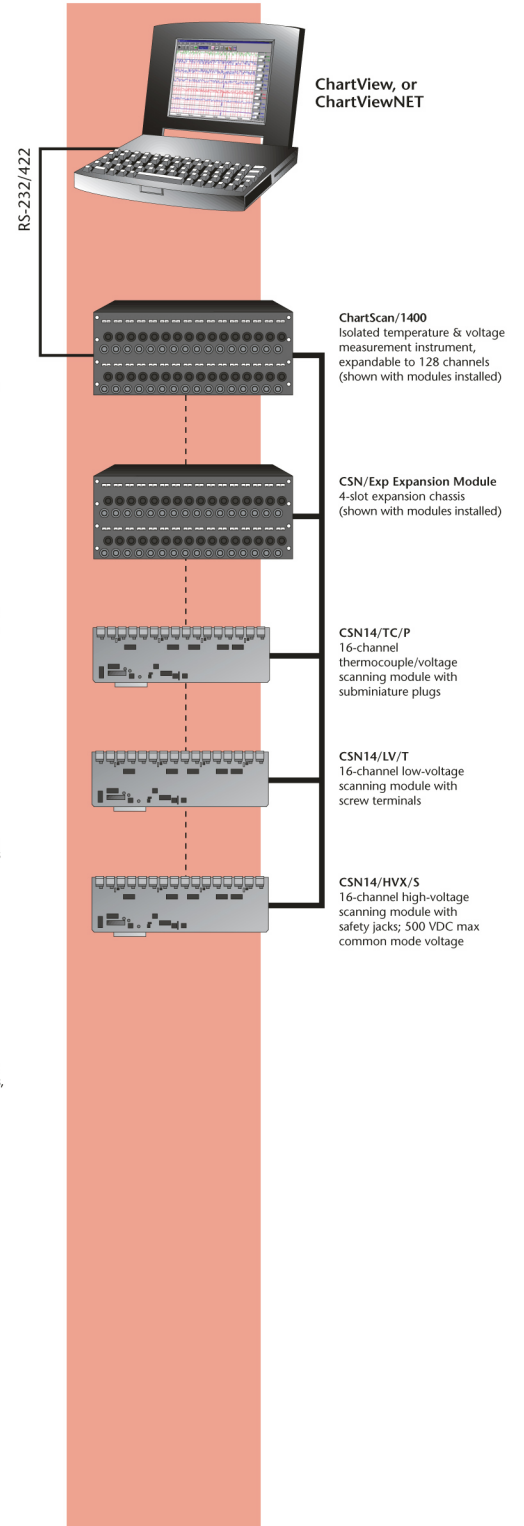 ChartView, or
ChartViewNET
RS-232/422
ChartScan/1400
Isolated temperature & voltage
measurement instrument,
expandable to 128 channels
(shown with modules installed)
CSN/Exp Expansion Module
4-slot expansion chassis
(shown with modules installed)
CSN14/TC/P
16-channel
thermocouple/voltage
scanning module with
subminiature plugs
CSN14/LV/T
16-channel low-voltage
scanning module with
screw terminals
CSN14/HVX/S
16-channel high-voltage
scanning module with
safety jacks; 500 VDC max
common mode voltage